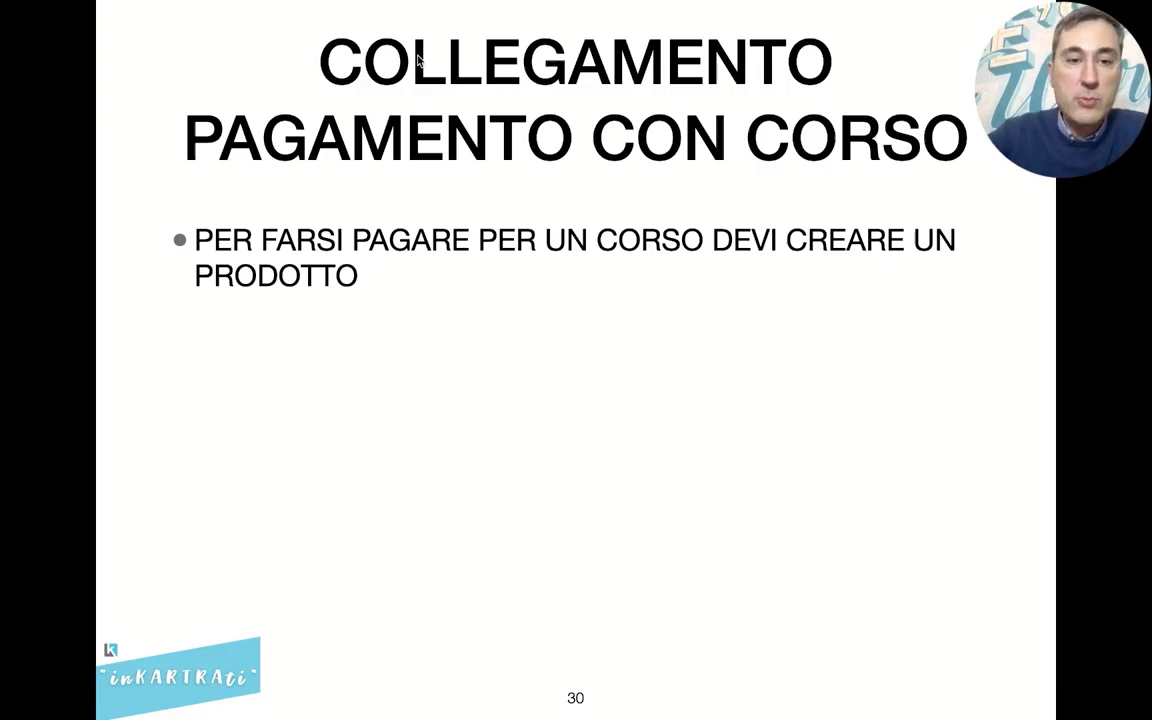 COLLEGAMENTO
PAGAMENTO CON CORSO
PER FARSI PAGARE PER UN CORSO DEVI CREARE UN
PRODOTTO
"inKARTRAti"
30